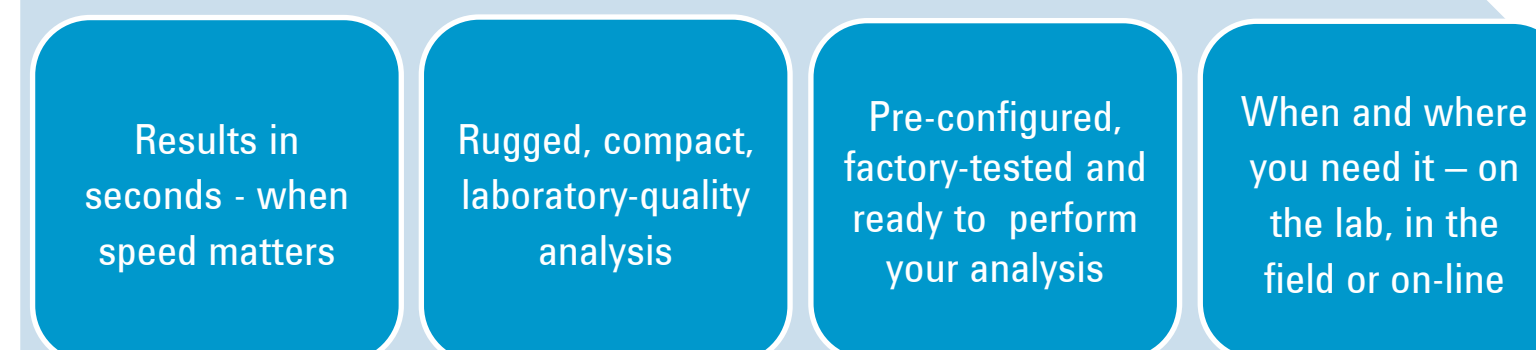 Results in
seconds - when
speed matters
Rugged, compact,
laboratory-quality
analysis
Pre-configured,
factory-tested and
ready to  perform
your analysis
When and where
you need it – on
the lab, in the
field or on-line